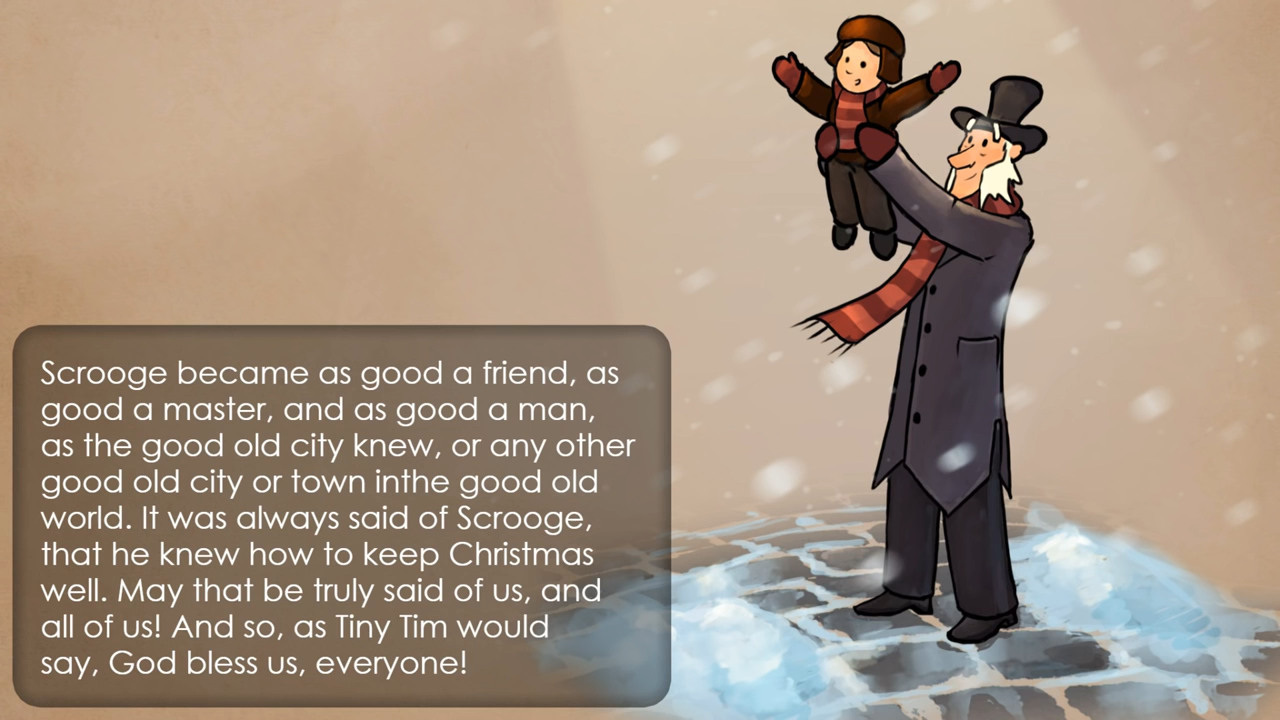 Scrooge became as good a friend, as
good a master, and as good a man,
as the good old city knew, or any other
good old city or town inthe good old
world. It was always said of Scrooge,
that he knew how to keep Christmas
well. May that be truly said of us, and
all of us! And so, as Tiny Tim would
say, God bless us, everyone!